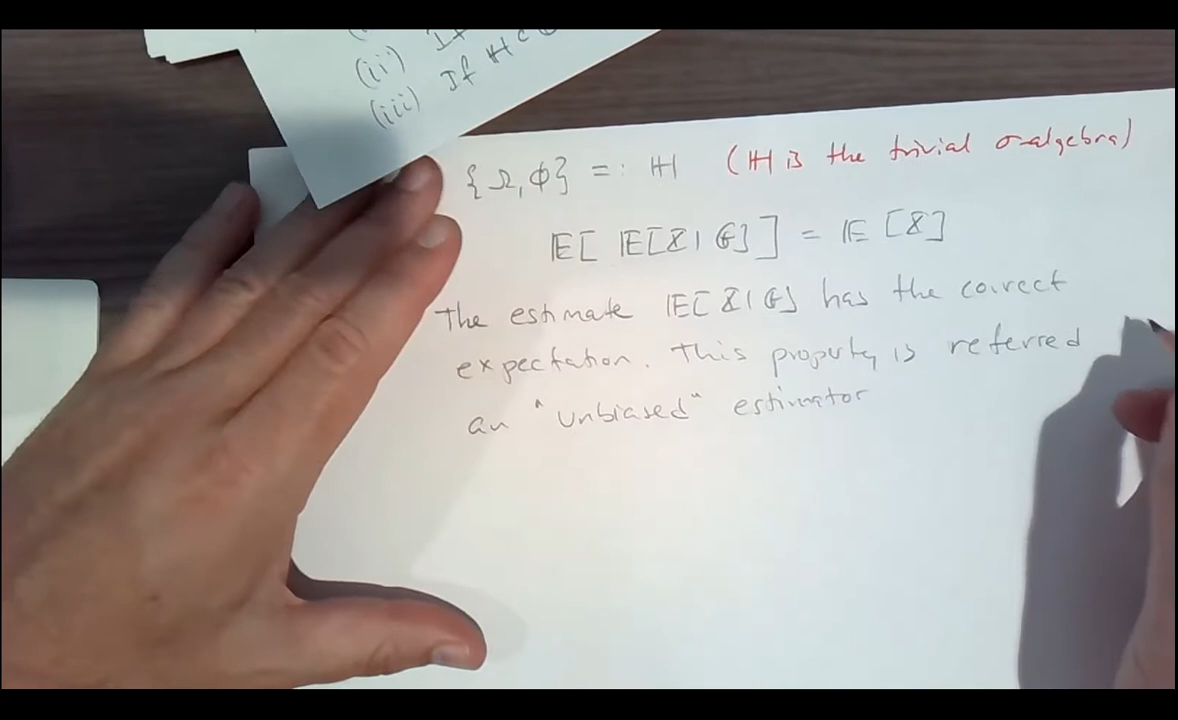 (ii) If
(iii) If ℍ ⊂
{Ω, ϕ} =: ℍ (ℍ is the trivial σ-algebra)
𝔼[ 𝔼[X | G] ] = 𝔼 [X]
The estimate 𝔼[X | G] has the correct
expectation. This property is referred
an "unbiased" estimator